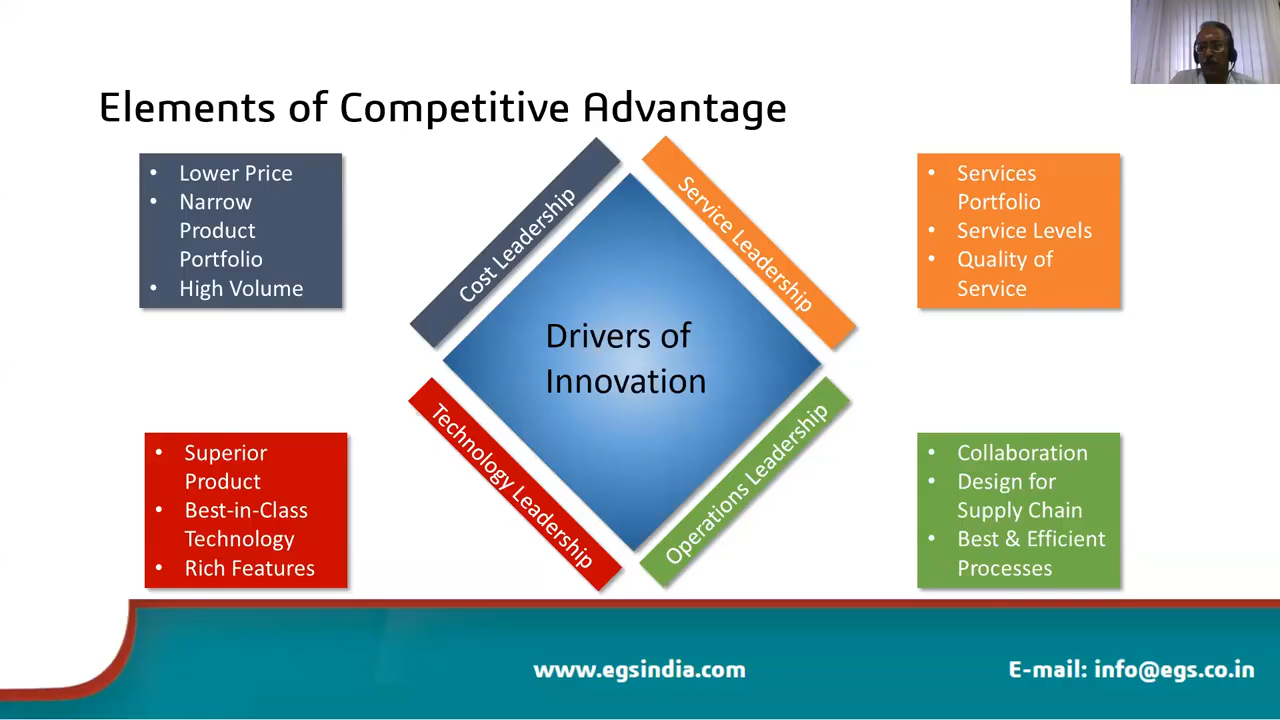 Elements of Competitive Advantage
• Lower Price
• Narrow
Product
Portfolio
• High Volume
Cost Leadership
Service Leadership
• Services
Portfolio
• Service Levels
• Quality of
Service
Drivers of
Innovation
• Superior
Product
• Best-in-Class
Technology
• Rich Features
Technology Leadership
Operations Leadership
• Collaboration
• Design for
Supply Chain
• Best & Efficient
Processes
www.egsindia.com
E-mail: info@egs.co.in